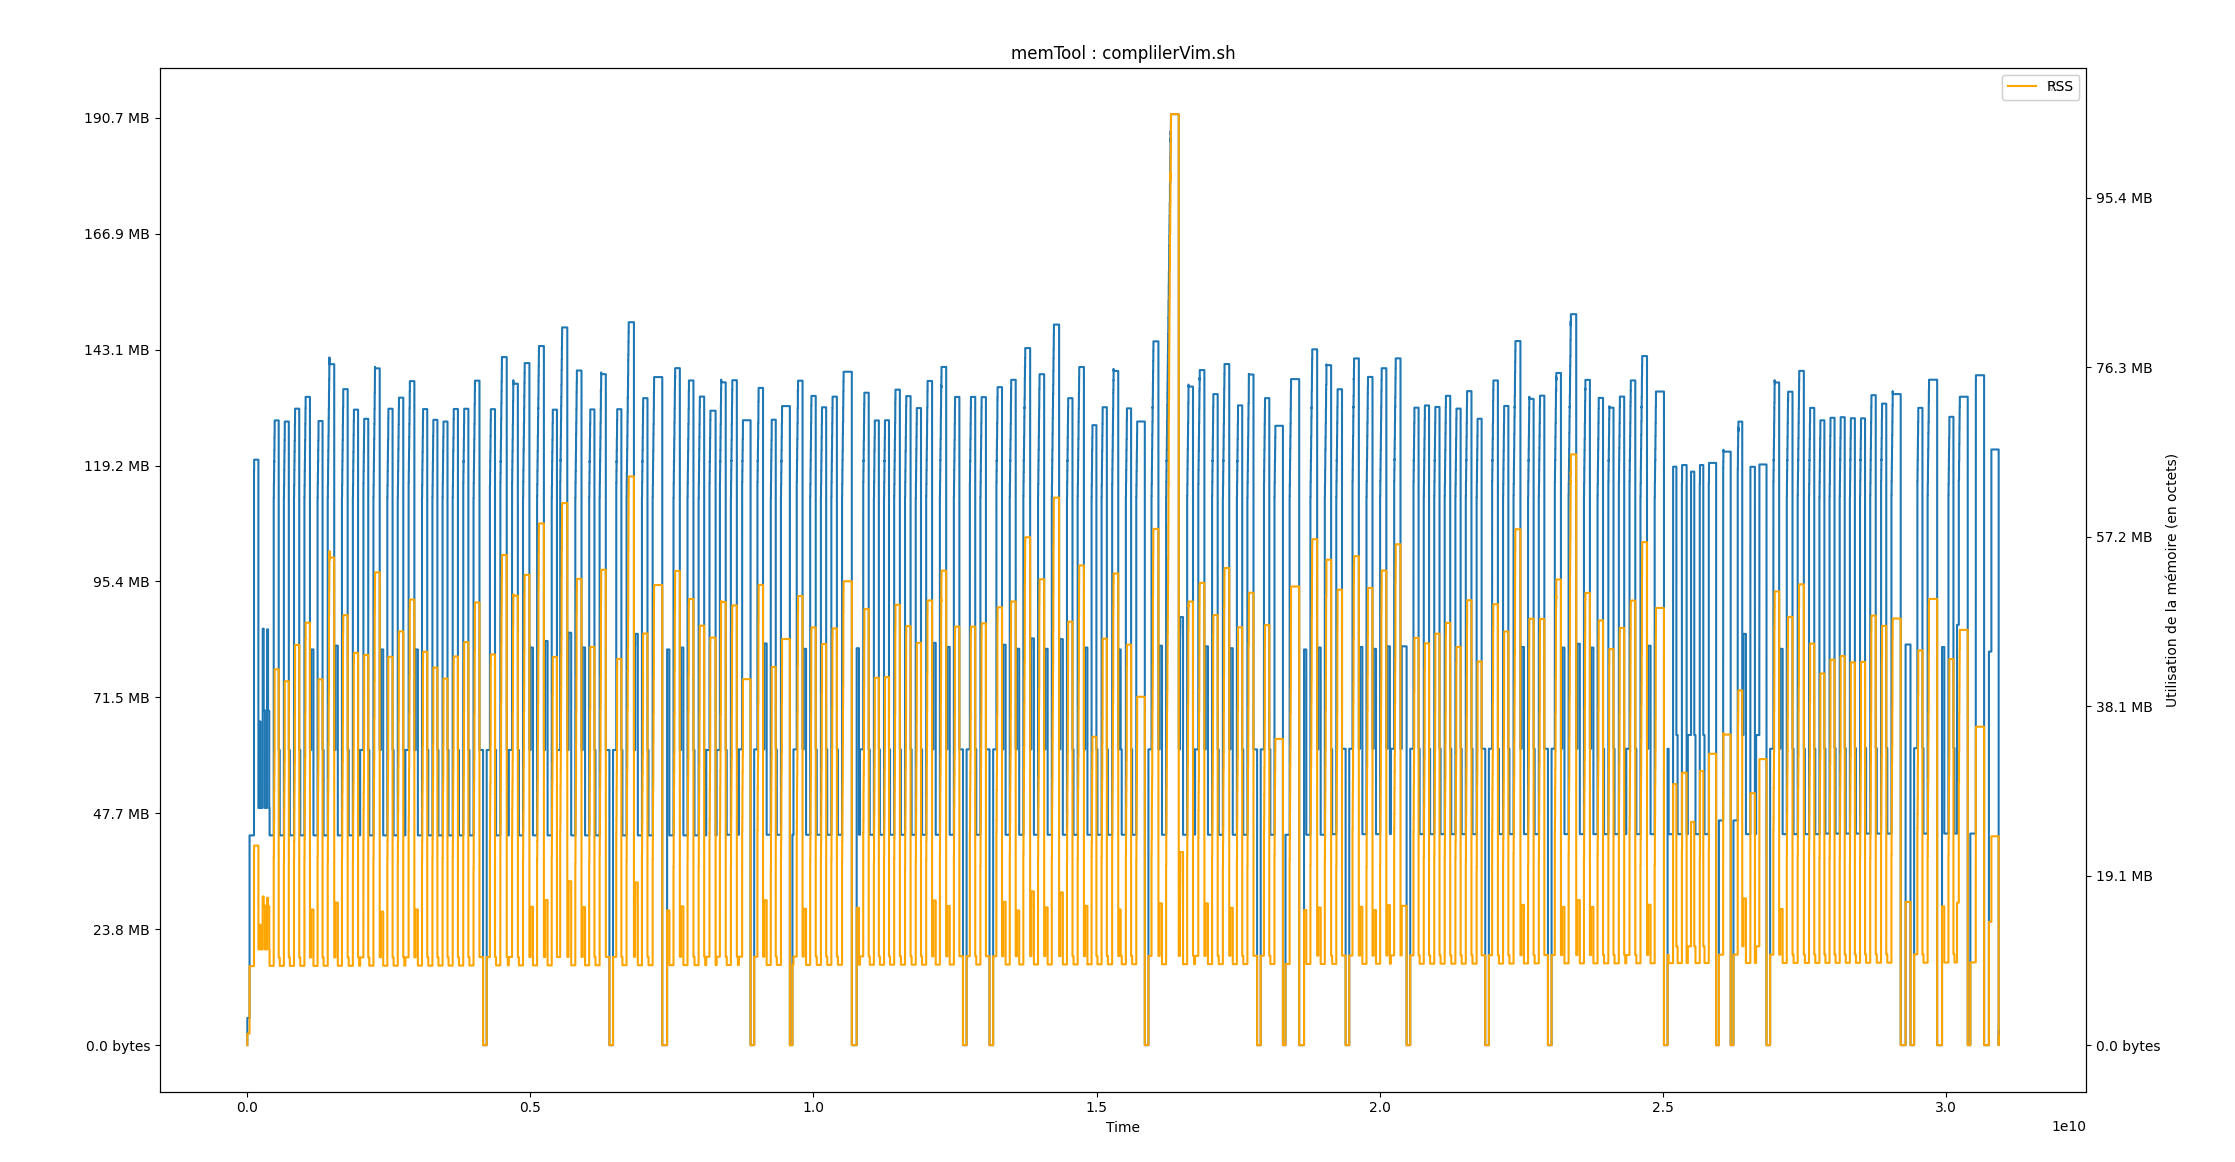 memTool : complilerVim.sh
RSS
190.7 MB
166.9 MB
143.1 MB
119.2 MB
95.4 MB
71.5 MB
47.7 MB
23.8 MB
0.0 bytes
95.4 MB
76.3 MB
57.2 MB
38.1 MB
19.1 MB
0.0 bytes
Utilisation de la mémoire (en octets)
0.0
0.5
1.0
1.5
2.0
2.5
3.0
Time
1e10